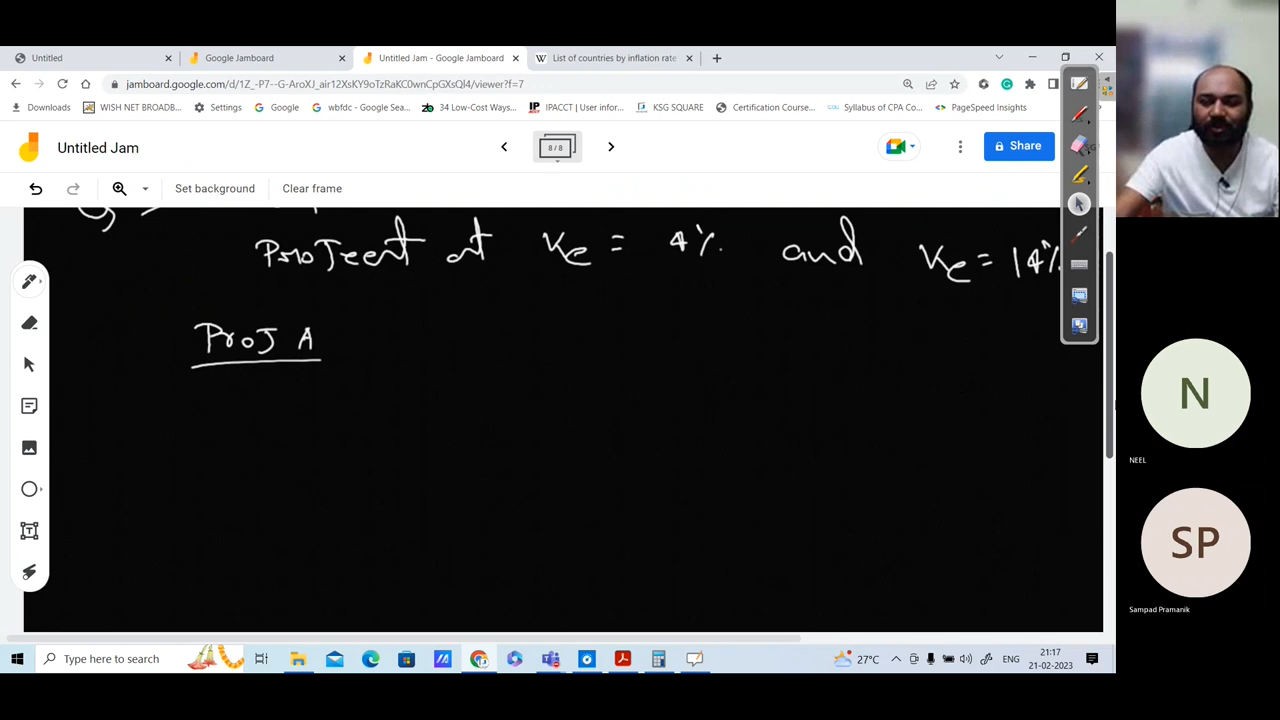 Untitled
Google Jamboard
Untitled Jam - Google Jamboard
List of countries by inflation rate
jamboard.google.com/d/1Z_-P7--G-AroXJ_air12XsKY9oTzRakC0wnCpGXsQl4/viewer?f=7
Downloads
WISH NET BROADB...
Settings
Google
wbfdc - Google Sea...
34 Low-Cost Ways...
IPACCT | User infor...
KSG SQUARE
Certification Course...
Syllabus of CPA Co...
PageSpeed Insights
Untitled Jam
8/8
Share
Set background
Clear frame
ProJeect at Ke = 4% and Ke = 14%
ProJ A
N
NEEL
SP
Sampad Pramanik
Type here to search
27°C
ENG
21:17
21-02-2023